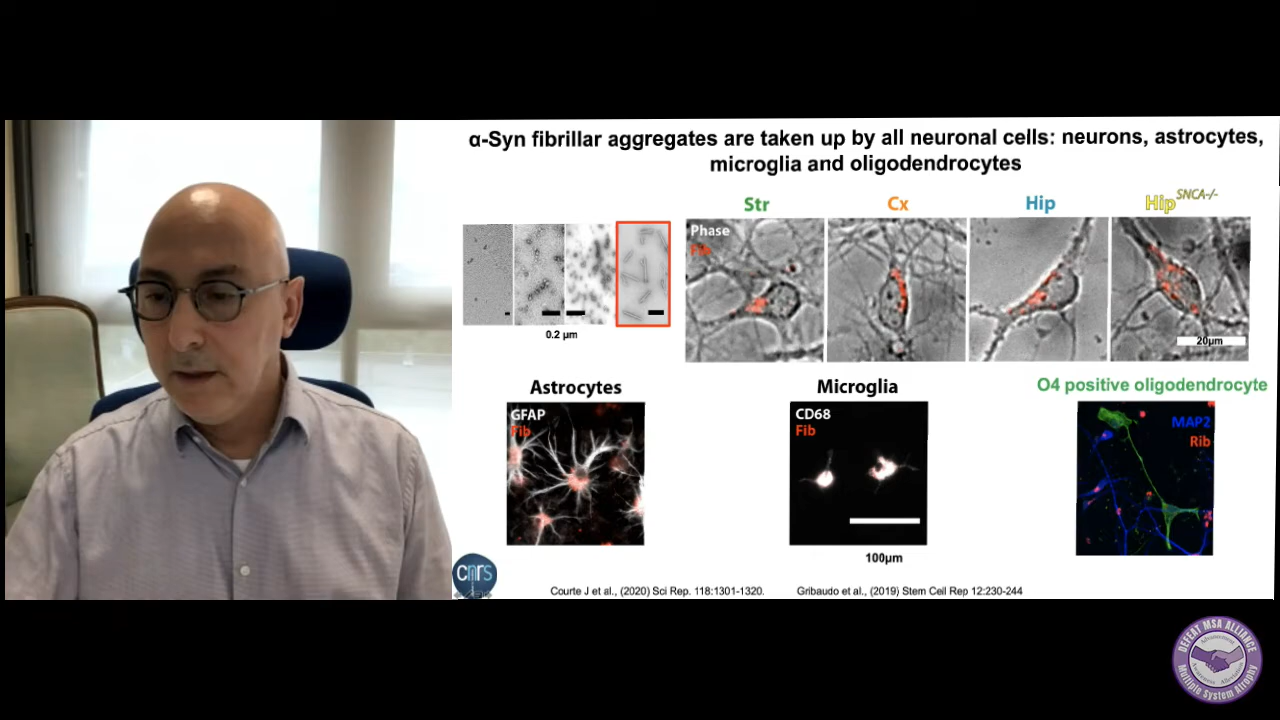 α-Syn fibrillar aggregates are taken up by all neuronal cells: neurons, astrocytes,
microglia and oligodendrocytes
Str
Cx
Hip
Hip SNCA-/-
Phase
Fib
20μm
0.2 μm
Astrocytes
Microglia
O4 positive oligodendrocyte
GFAP
Fib
CD68
Fib
MAP2
Rib
100μm
cnrs
Courte J et al., (2020) Sci Rep. 118:1301-1320.
Gribaudo et al., (2019) Stem Cell Rep 12:230-244
DEFEAT MSA ALLIANCE
Multiple System Atrophy